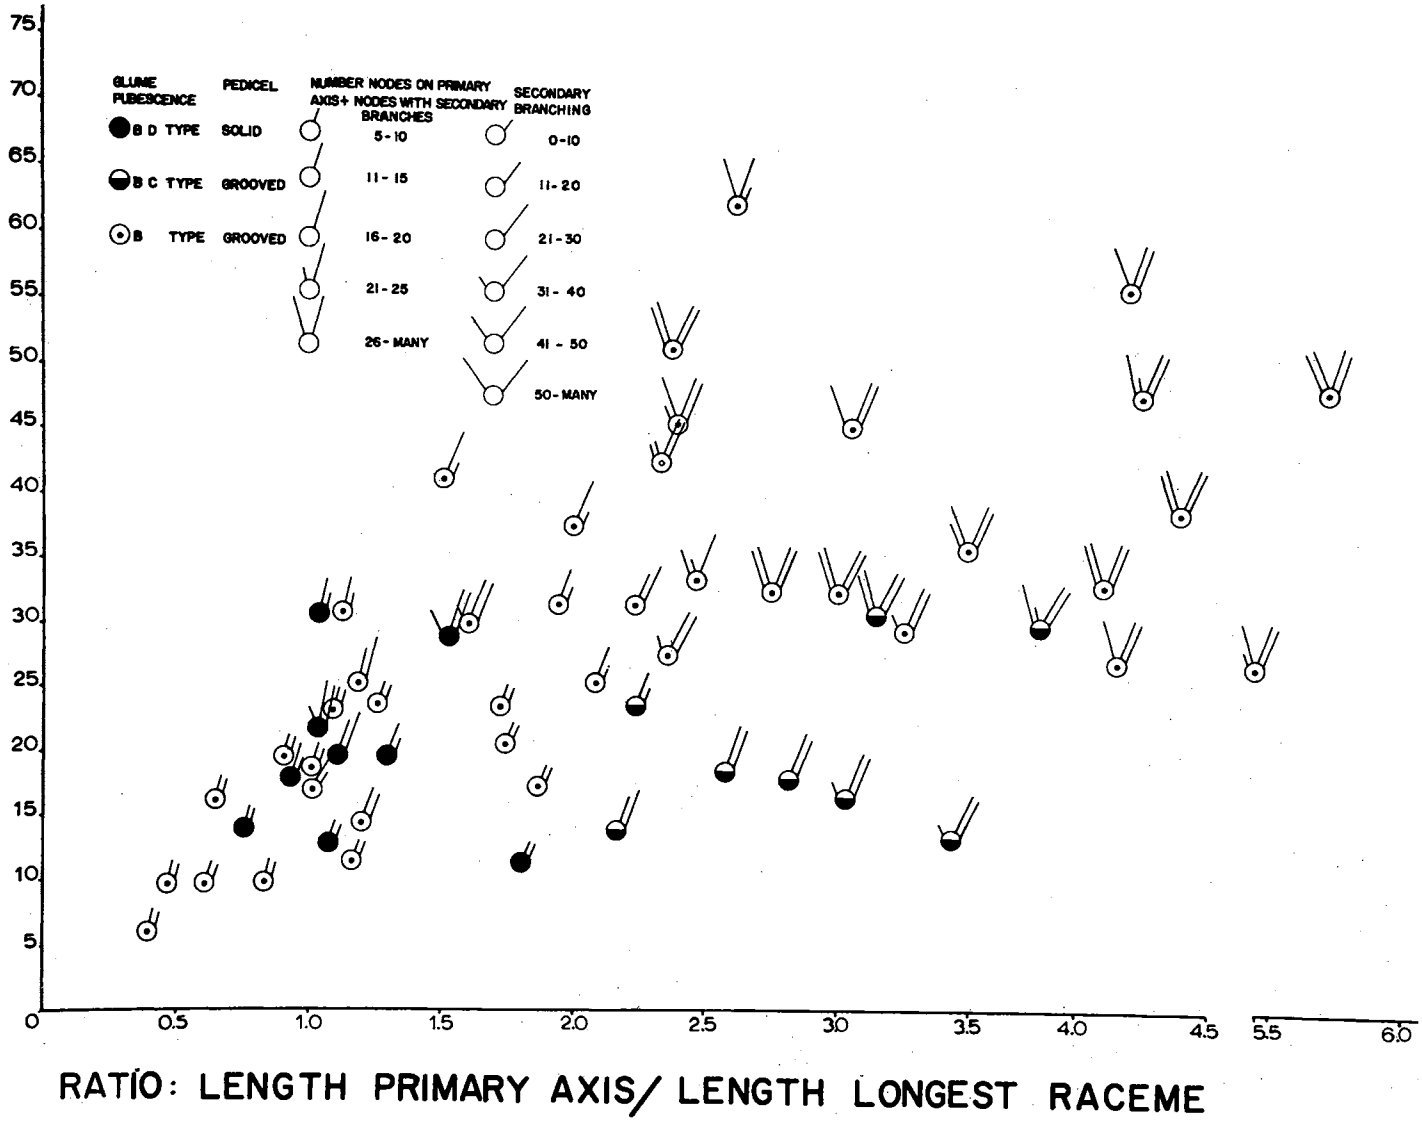 75
70
65
60
55
50
45
40
35
30
25
20
15
10
5
GLUME PUBESCENCE
PEDICEL
NUMBER NODES ON PRIMARY
AXIS+ NODES WITH SECONDARY
BRANCHES
SECONDARY
BRANCHING
B D TYPE SOLID 5-10 0-10
B C TYPE GROOVED 11-15 11-20
B TYPE GROOVED 16-20 21-30
21-25 31-40
26-MANY 41-50
50-MANY
0 0.5 1.0 1.5 2.0 2.5 3.0 3.5 4.0 4.5 5.5 6.0
RATIO: LENGTH PRIMARY AXIS/ LENGTH LONGEST RACEME